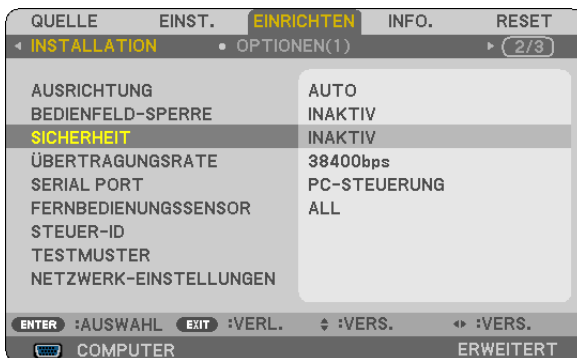 QUELLE EINST. EINRICHTEN INFO. RESET
INSTALLATION OPTIONEN(1) 2/3
AUSRICHTUNG AUTO
BEDIENFELD-SPERRE INAKTIV
SICHERHEIT INAKTIV
ÜBERTRAGUNGSRATE 38400bps
SERIAL PORT PC-STEUERUNG
FERNBEDIENUNGSSENSOR ALL
STEUER-ID
TESTMUSTER
NETZWERK-EINSTELLUNGEN
ENTER :AUSWAHL EXIT :VERL. :VERS. :VERS.
COMPUTER ERWEITERT